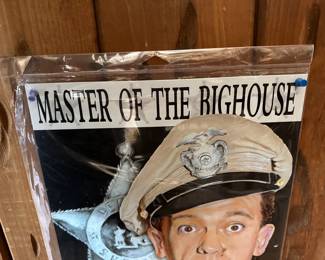 MASTER OF THE BIGHOUSE